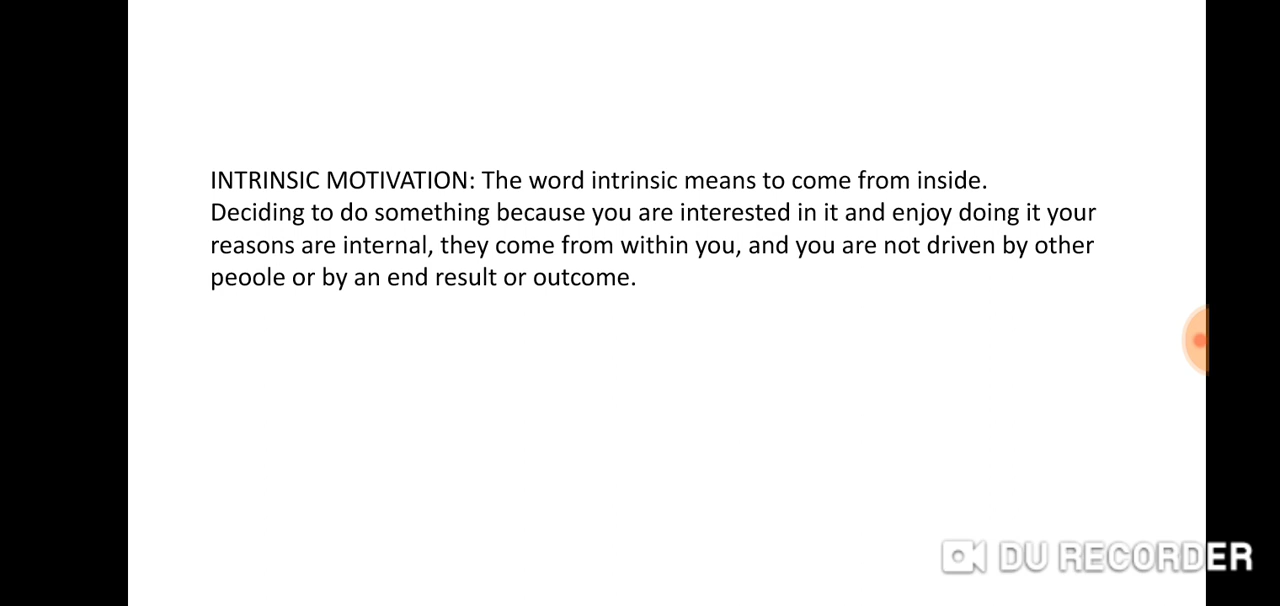 INTRINSIC MOTIVATION: The word intrinsic means to come from inside.
Deciding to do something because you are interested in it and enjoy doing it your
reasons are internal, they come from within you, and you are not driven by other
peoole or by an end result or outcome.
DU RECORDER